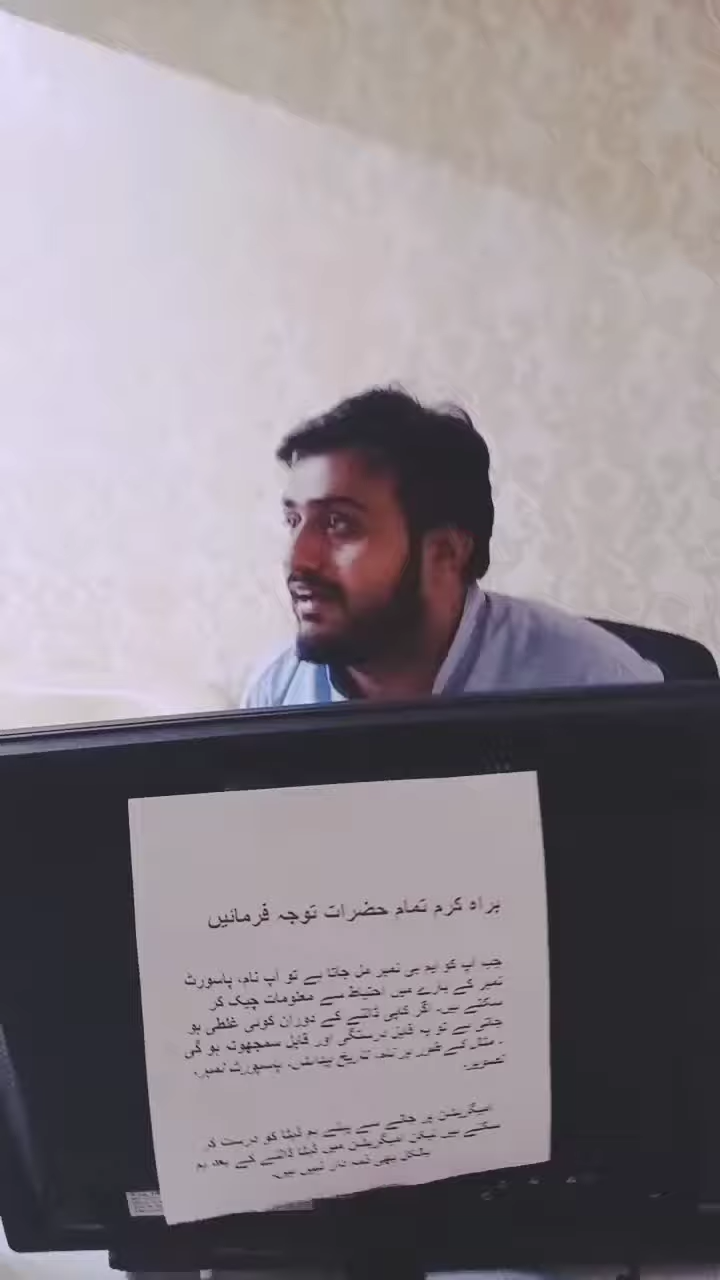 براہ کرم تمام حضرات توجہ فرمائیں
جب آپ کو ایم بی نمبر مل جاتا ہے تو آپ نام، پاسورٹ
نمبر کے بارے میں احتیاط سے معلومات چیک کر
سکتے ہیں۔ اگر کاپی ڈالنے کے دوران کوئی غلطی ہو
جاتی ہے تو یہ قابل درستگی اور قابل سمجھوتہ ہو گی
۔ مثال کے طور پر نام، تاریخ پیدائش، پاسپورٹ نمبر،
تصویر۔
امیگریشن پر جانے سے پہلے ہم ڈیٹا کو درست کر
سکتے ہیں لیکن امیگریشن میں ڈیٹا ڈالنے کے بعد ہم
بالکل بھی ذمہ دار نہیں ہیں۔